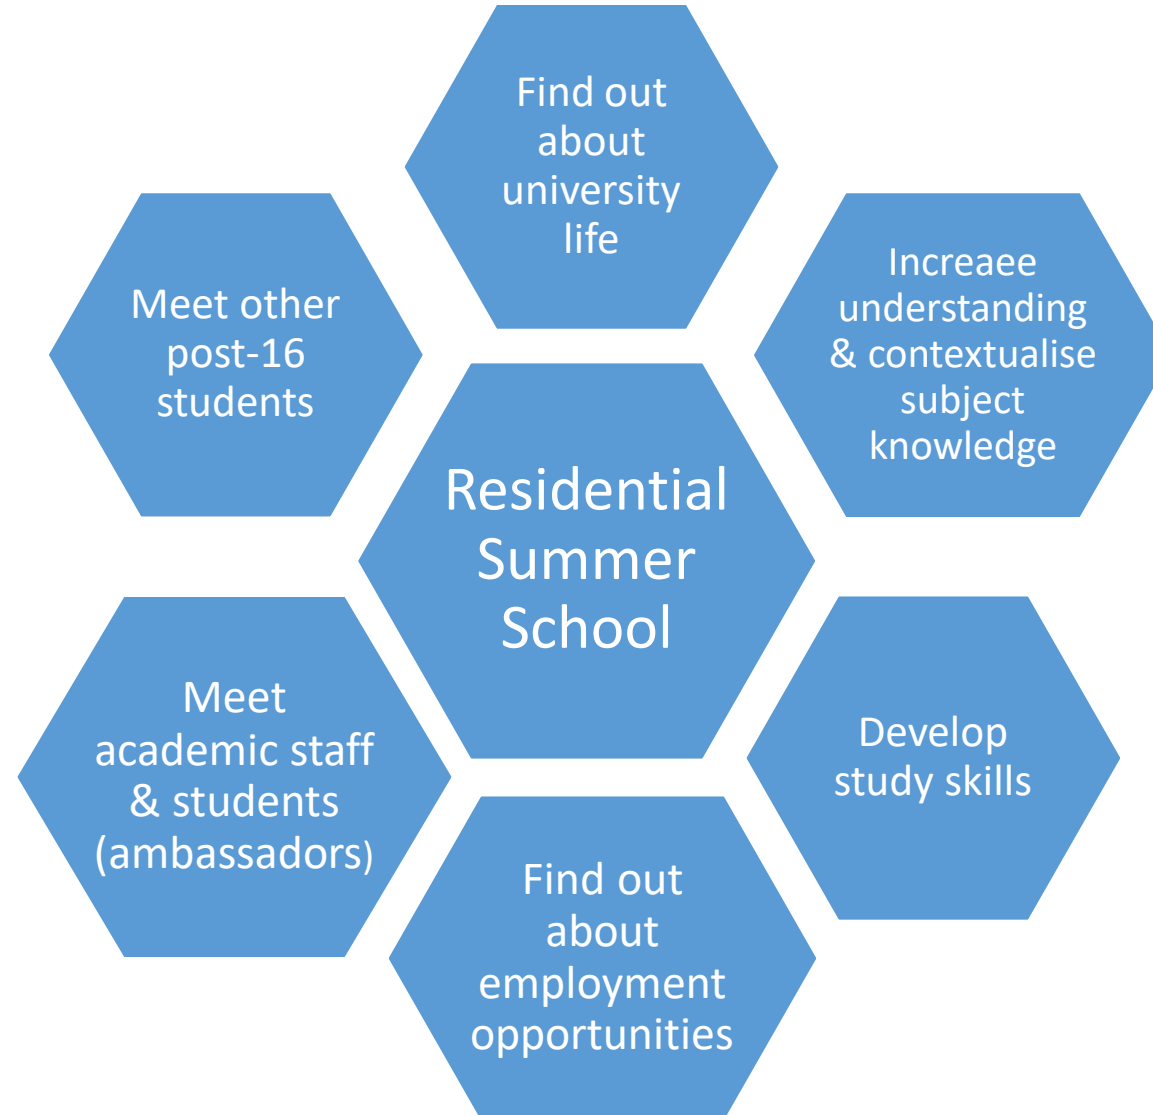 Find out
about
university
life
Increaee
understanding
& contextualise
subject
knowledge
Meet other
post-16
students
Residential
Summer
School
Meet
academic staff
& students
(ambassadors)
Develop
study skills
Find out
about
employment
opportunities